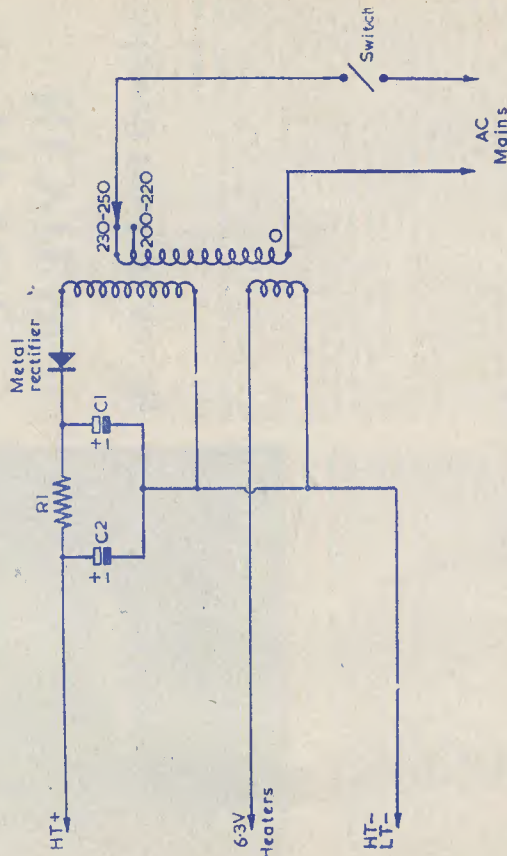 Switch
AC
Mains
230-250
200-220
O
Metal
rectifier
R1
+
-
C1
+
-
C2
HT+
6·3V
Heaters
HT-
LT-